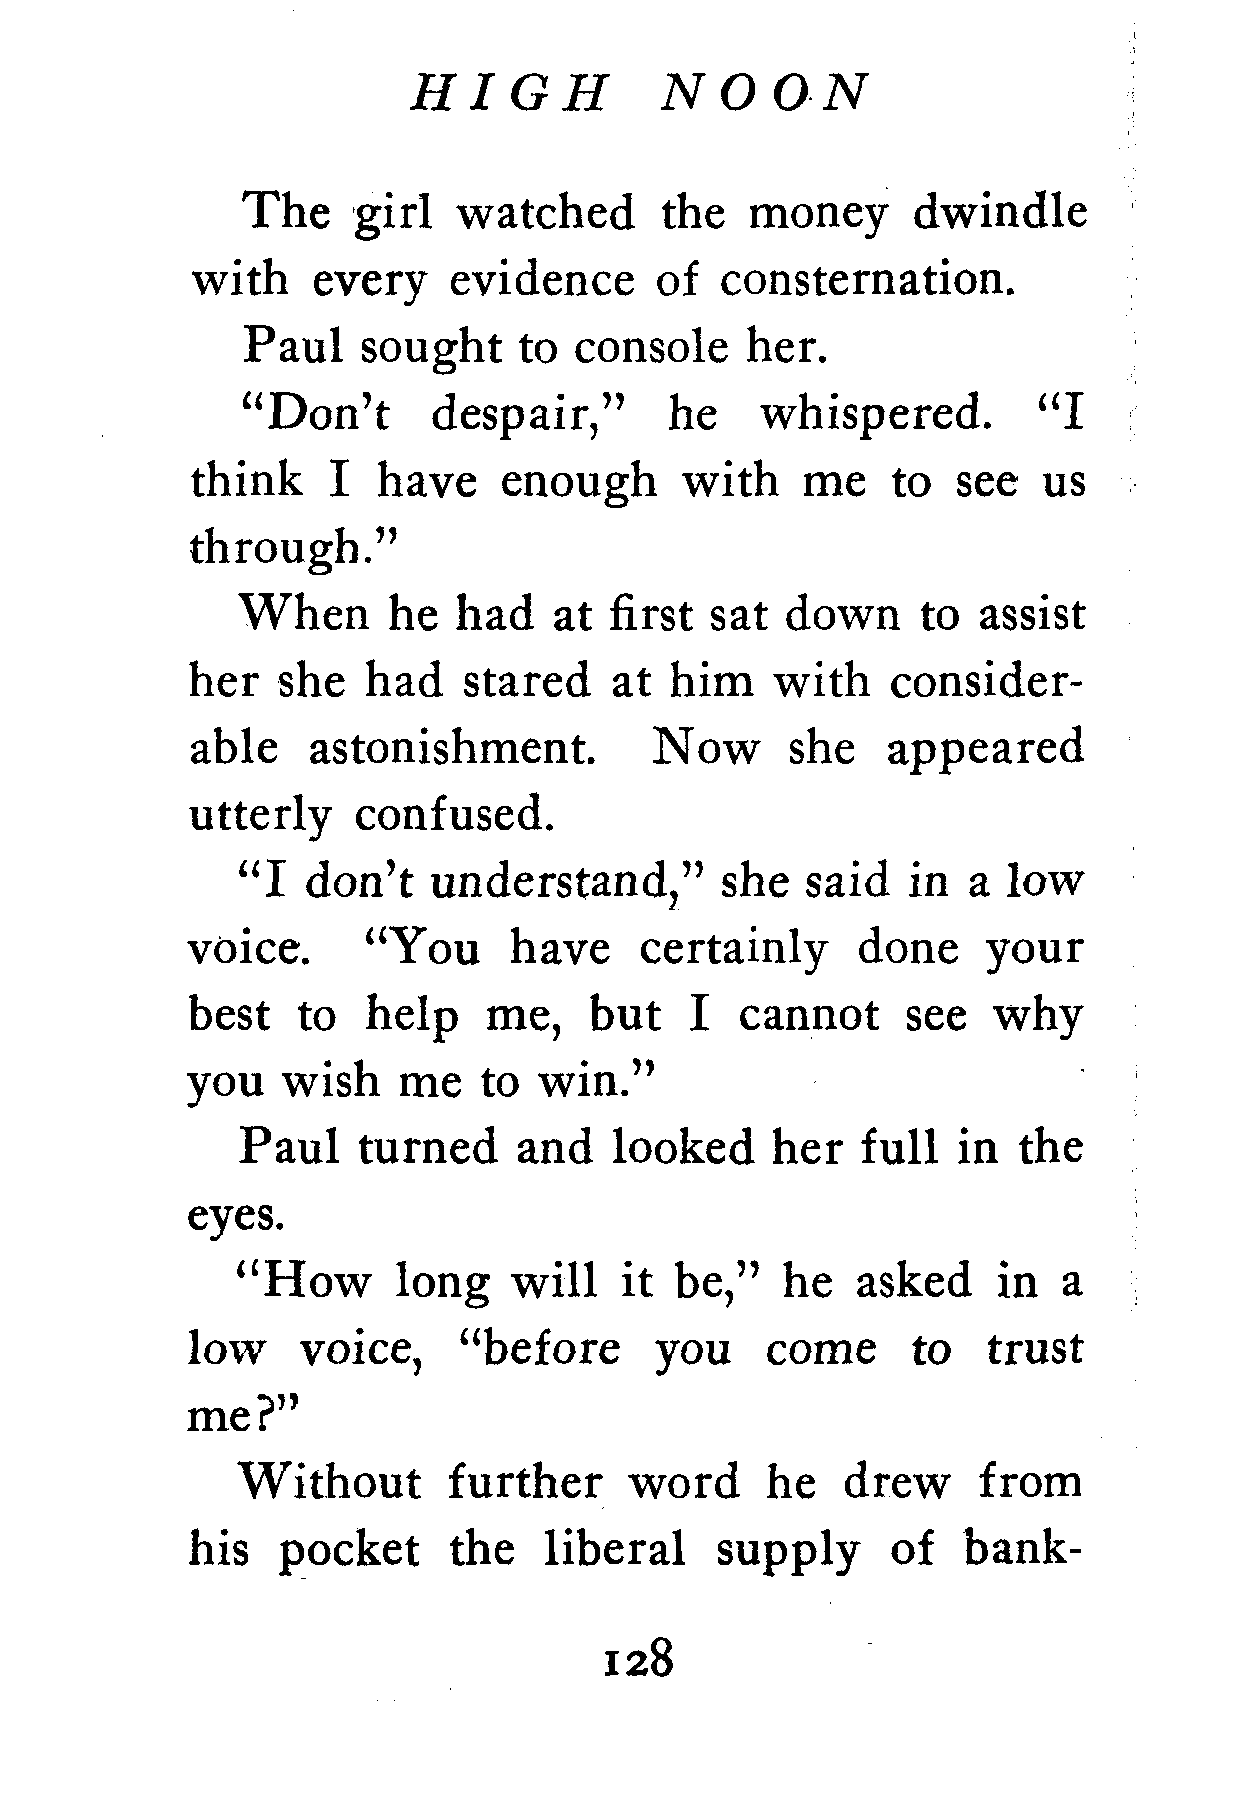 HIGH NOON
The girl watched the money dwindle
with every evidence of consternation.
Paul sought to console her.
“Don’t despair,” he whispered. “I
think I have enough with me to see us
through.”
When he had at first sat down to assist
her she had stared at him with consider-
able astonishment. Now she appeared
utterly confused.
“I don’t understand,” she said in a low
voice. “You have certainly done your
best to help me, but I cannot see why
you wish me to win.”
Paul turned and looked her full in the
eyes.
“How long will it be,” he asked in a
low voice, “before you come to trust
me?”
Without further word he drew from
his pocket the liberal supply of bank-
128